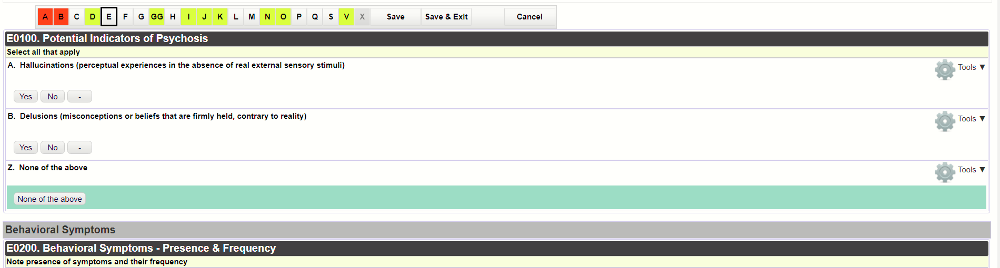 A B C D E F G GG H I J K L M N O P Q S V X Save Save & Exit Cancel
E0100. Potential Indicators of Psychosis
Select all that apply
A. Hallucinations (perceptual experiences in the absence of real external sensory stimuli)
Tools ▼
Yes No -
B. Delusions (misconceptions or beliefs that are firmly held, contrary to reality)
Tools ▼
Yes No -
Z. None of the above
Tools ▼
None of the above
Behavioral Symptoms
E0200. Behavioral Symptoms - Presence & Frequency
Note presence of symptoms and their frequency